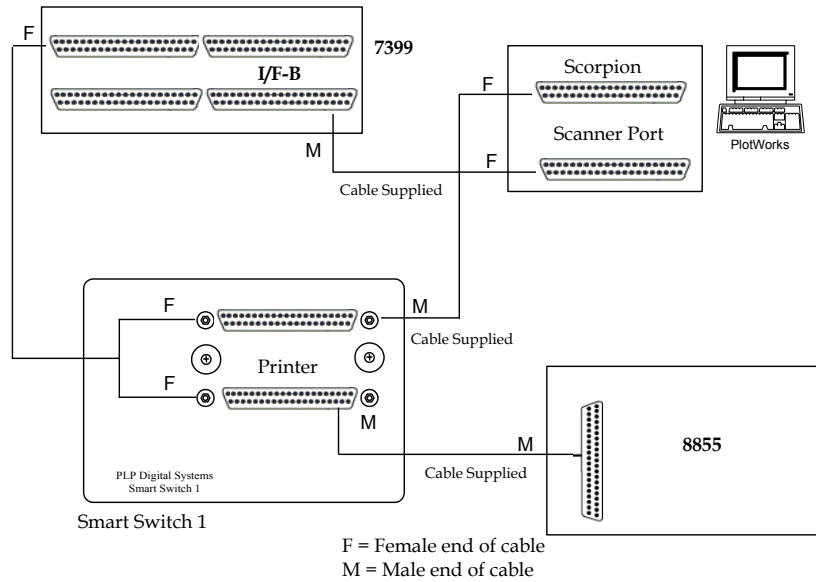 F
7399
I/F-B
M
Scorpion
F
Scanner Port
F
PlotWorks
Cable Supplied
F
M
Cable Supplied
Printer
F
M
PLP Digital Systems
Smart Switch 1
M
Cable Supplied
8855
Smart Switch 1
F = Female end of cable
M = Male end of cable